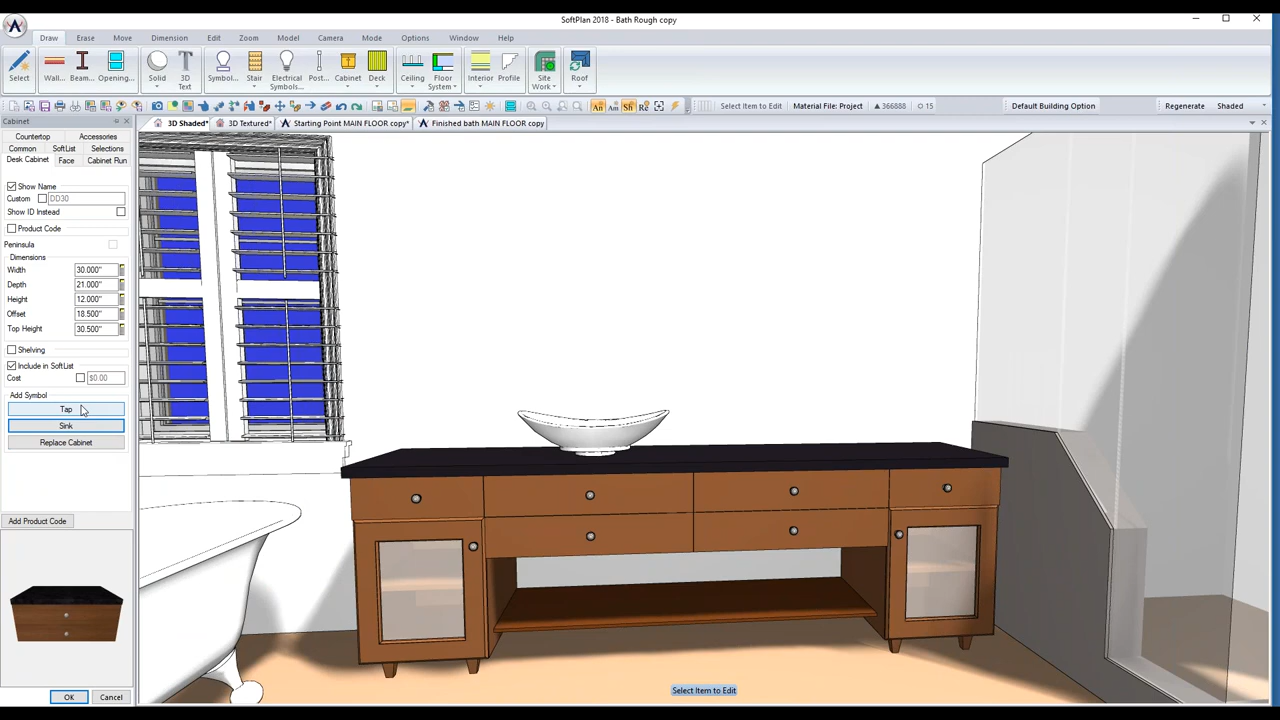 SoftPlan 2018 - Bath Rough copy
Draw Erase Move Dimension Edit Zoom Model Camera Mode Options Window Help
Select Wall... Beam... Opening... Solid 3D Text Symbol... Stair Electrical Symbols... Post... Cabinet Deck Ceiling Floor System Interior Profile Site Work Roof
An Am Sh Re Select Item to Edit Material File: Project 366308 15 Default Building Option Regenerate Shaded
Cabinet
3D Shaded* 3D Textured* Starting Point MAIN FLOOR copy* Finished bath MAIN FLOOR copy
Countertop Accessories
Common SoftList Selections
Desk Cabinet Face Cabinet Run
Show Name
Custom DD30
Show ID Instead
Product Code
Peninsula
Dimensions
Width 30.000"
Depth 21.000"
Height 12.000"
Offset 18.500"
Top Height 30.500"
Shelving
Include in SoftList
Cost $0.00
Add Symbol
Tap
Sink
Replace Cabinet
Add Product Code
Select Item to Edit
OK Cancel